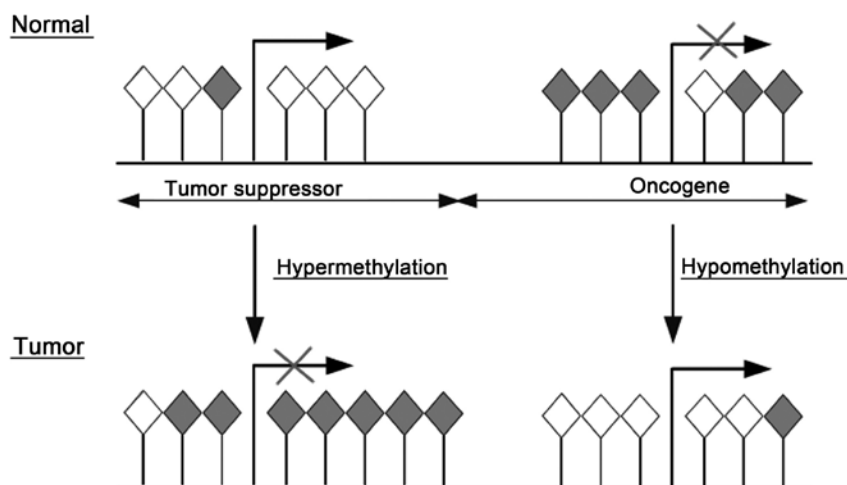 Normal
Tumor suppressor
Oncogene
Hypermethylation
Hypomethylation
Tumor